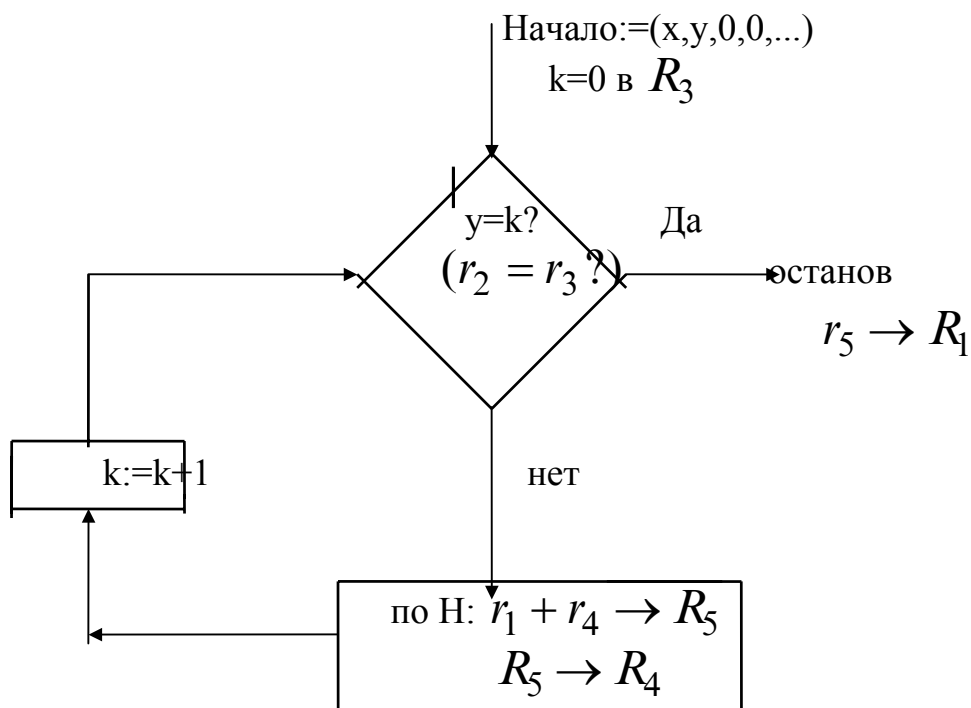 Начало:=(x,y,0,0,...)
k=0 в R₃
y=k?
(r₂ = r₃?)
Да
останов
r₅ → R₁
k:=k+1
нет
по Н: r₁ + r₄ → R₅
R₅ → R₄